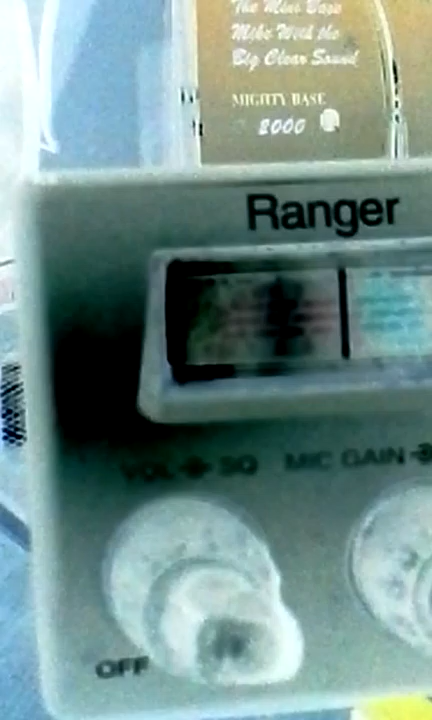 The Mini Base
Mike With the
Big Clear Sound
MIGHTY BASE
2000
Ranger
VOL SQ MIC GAIN
OFF